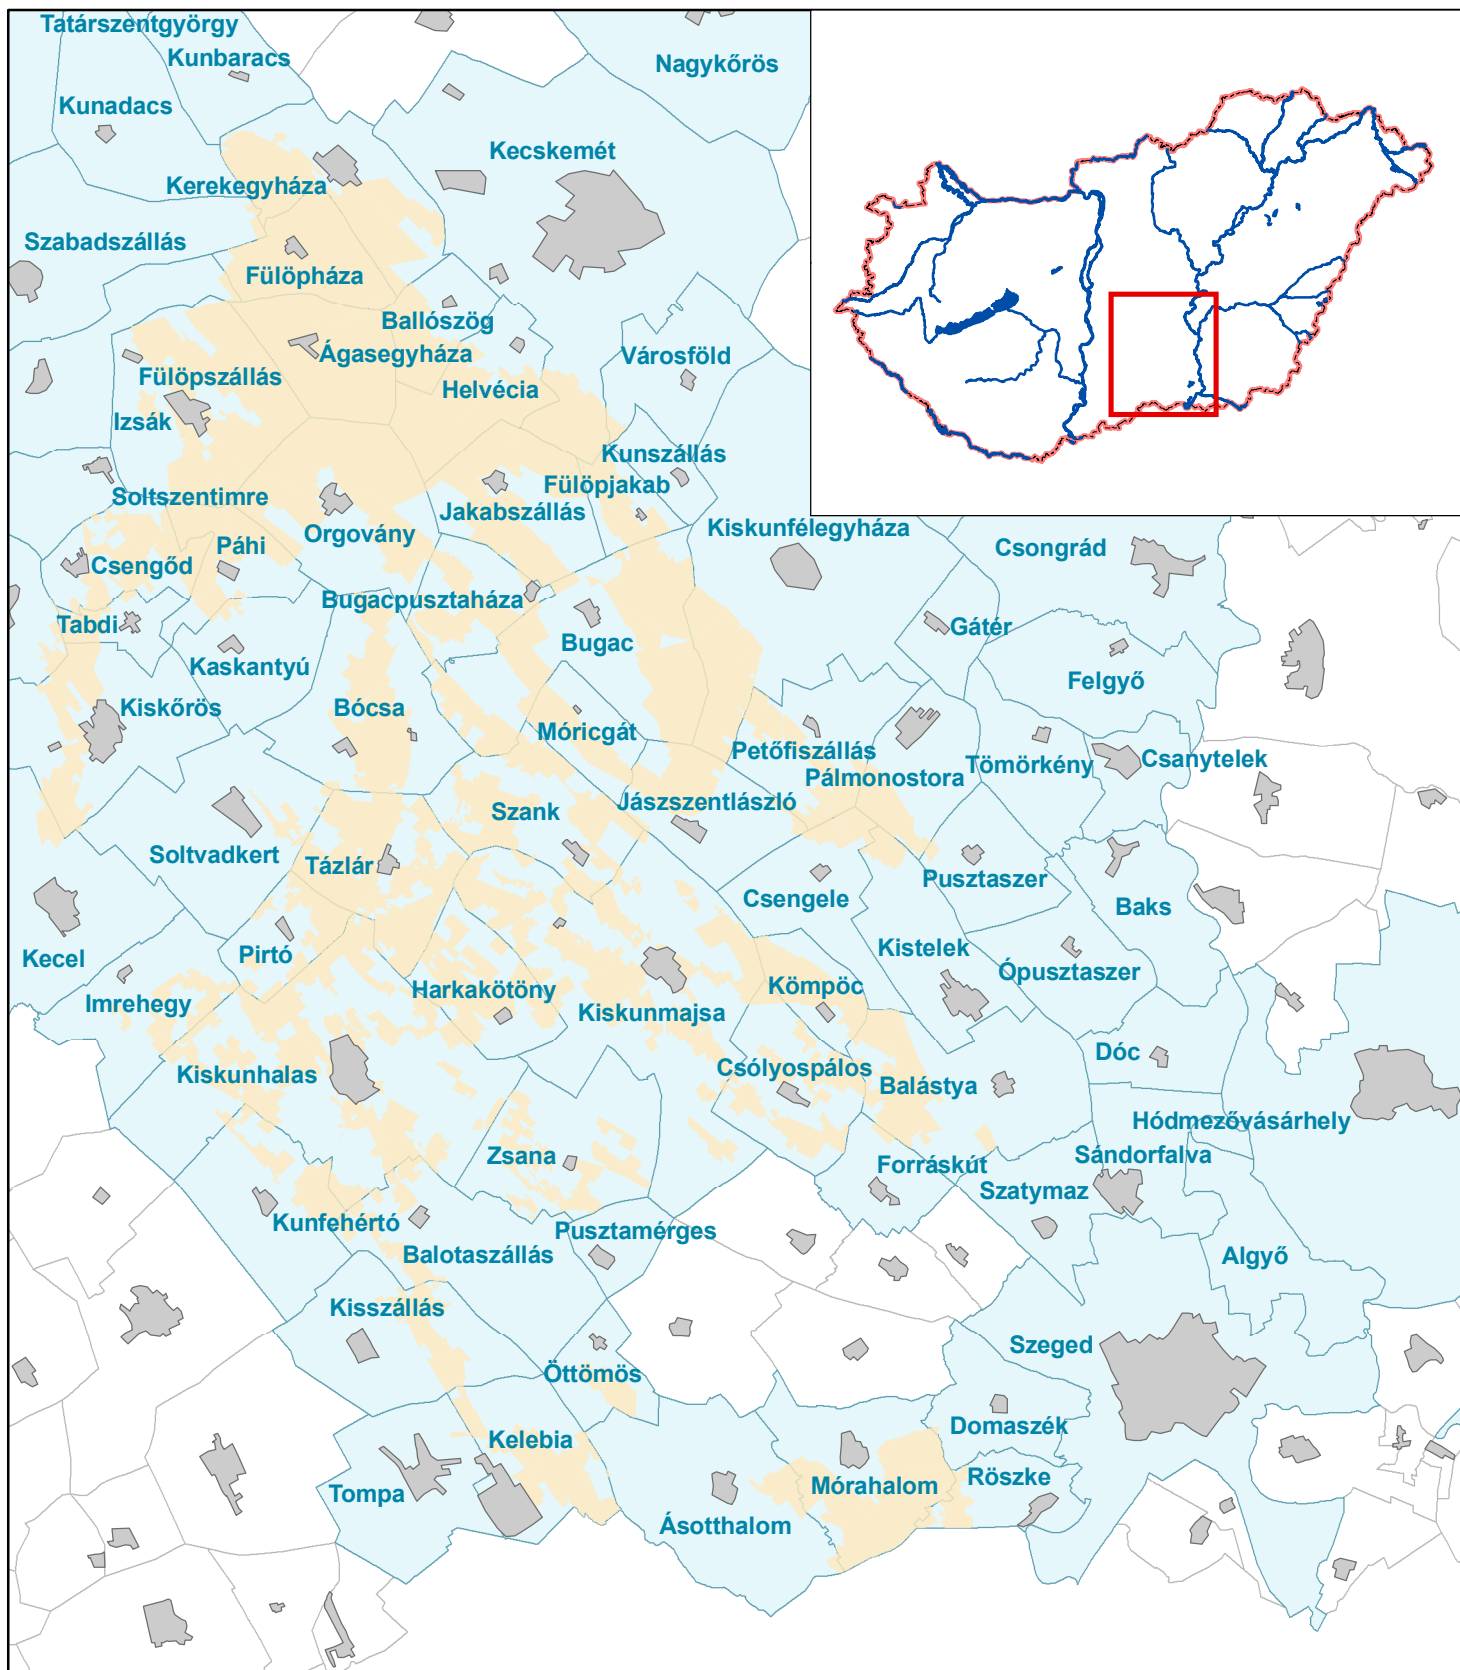 Tatárszentgyörgy
Kunbaracs
Nagykőrös
Kunadacs
Kecskemét
Kerekegyháza
Szabadszállás
Fülöpháza
Ballószög
Ágasegyháza
Városföld
Fülöpszállás
Helvécia
Izsák
Kunszállás
Fülöpjakab
Soltszentimre
Jakabszállás
Orgovány
Kiskunfélegyháza
Páhi
Csongrád
Csengőd
Bugacpusztaháza
Tabdi
Gátér
Bugac
Kaskantyú
Felgyő
Kiskőrös
Bócsa
Móricgát
Petőfiszállás
Csanytelek
Tömörkény
Pálmonostora
Jászszentlászló
Szank
Soltvadkert
Tázlár
Pusztaszer
Csengele
Baks
Kistelek
Pirtó
Kecel
Ópusztaszer
Kömpöc
Harkakötöny
Imrehegy
Kiskunmajsa
Dóc
Csólyospálos
Kiskunhalas
Balástya
Hódmezővásárhely
Zsana
Sándorfalva
Forráskút
Szatymaz
Kunfehértó
Pusztamérges
Balotaszállás
Algyő
Kisszállás
Szeged
Öttömös
Domaszék
Kelebia
Röszke
Mórahalom
Tompa
Ásotthalom